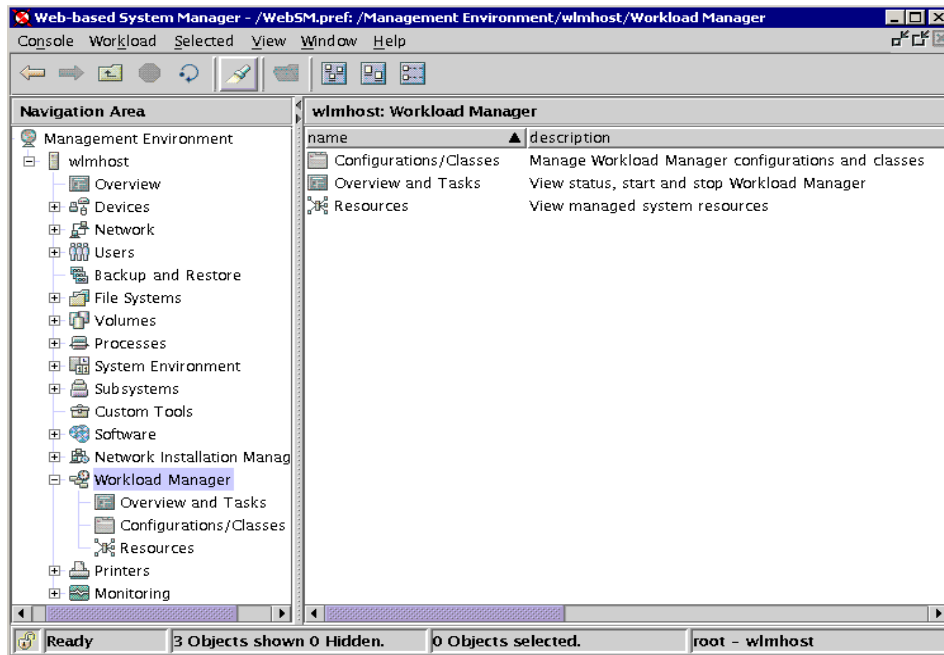 Web-based System Manager - /WebSM.pref: /Management Environment/wlmhost/Workload Manager
Console Workload Selected View Window Help
Navigation Area
Management Environment
wlmhost
Overview
Devices
Network
Users
Backup and Restore
File Systems
Volumes
Processes
System Environment
Subsystems
Custom Tools
Software
Network Installation Manag
Workload Manager
Overview and Tasks
Configurations/Classes
Resources
Printers
Monitoring
wlmhost: Workload Manager
name description
Configurations/Classes Manage Workload Manager configurations and classes
Overview and Tasks View status, start and stop Workload Manager
Resources View managed system resources
Ready 3 Objects shown 0 Hidden. 0 Objects selected. root - wlmhost